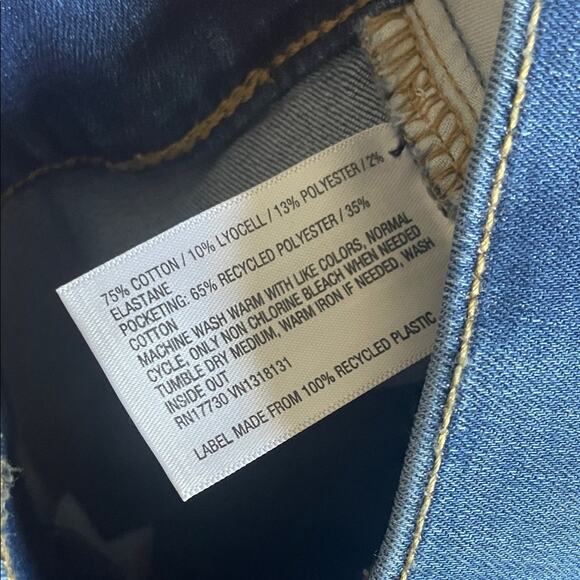 75% COTTON / 10% LYOCELL / 13% POLYESTER / 2%
ELASTANE
POCKETING: 65% RECYCLED POLYESTER / 35%
COTTON
MACHINE WASH WARM WITH LIKE COLORS, NORMAL
CYCLE. ONLY NON CHLORINE BLEACH WHEN NEEDED
TUMBLE DRY MEDIUM, WARM IRON IF NEEDED, WASH
INSIDE OUT
RN17730 VN1318131
LABEL MADE FROM 100% RECYCLED PLASTIC